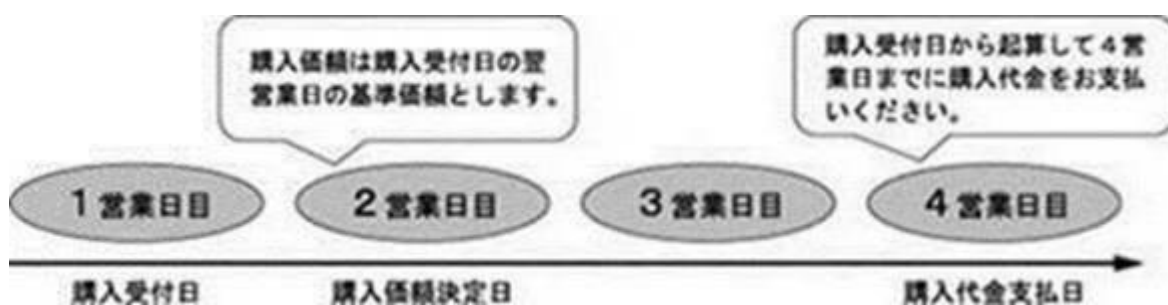 購入価額は購入受付日の翌
営業日の基準価額とします。
購入受付日から起算して4営
業日までに購入代金をお支払
いください。
1営業日目
2営業日目
3営業日目
4営業日目
購入受付日
購入価額決定日
購入代金支払日